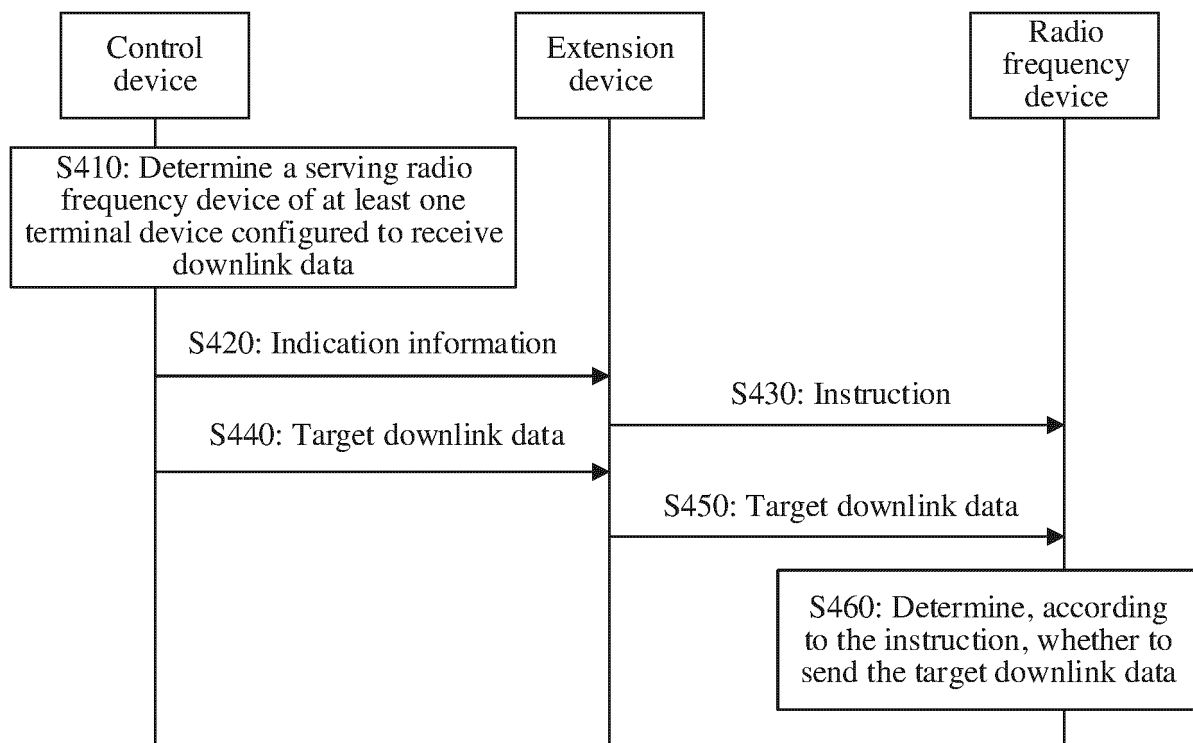 Control
device
Extension
device
Radio
frequency
device
S410: Determine a serving radio
frequency device of at least one
terminal device configured to receive
downlink data
S420: Indication information
S430: Instruction
S440: Target downlink data
S450: Target downlink data
S460: Determine, according
to the instruction, whether to
send the target downlink data